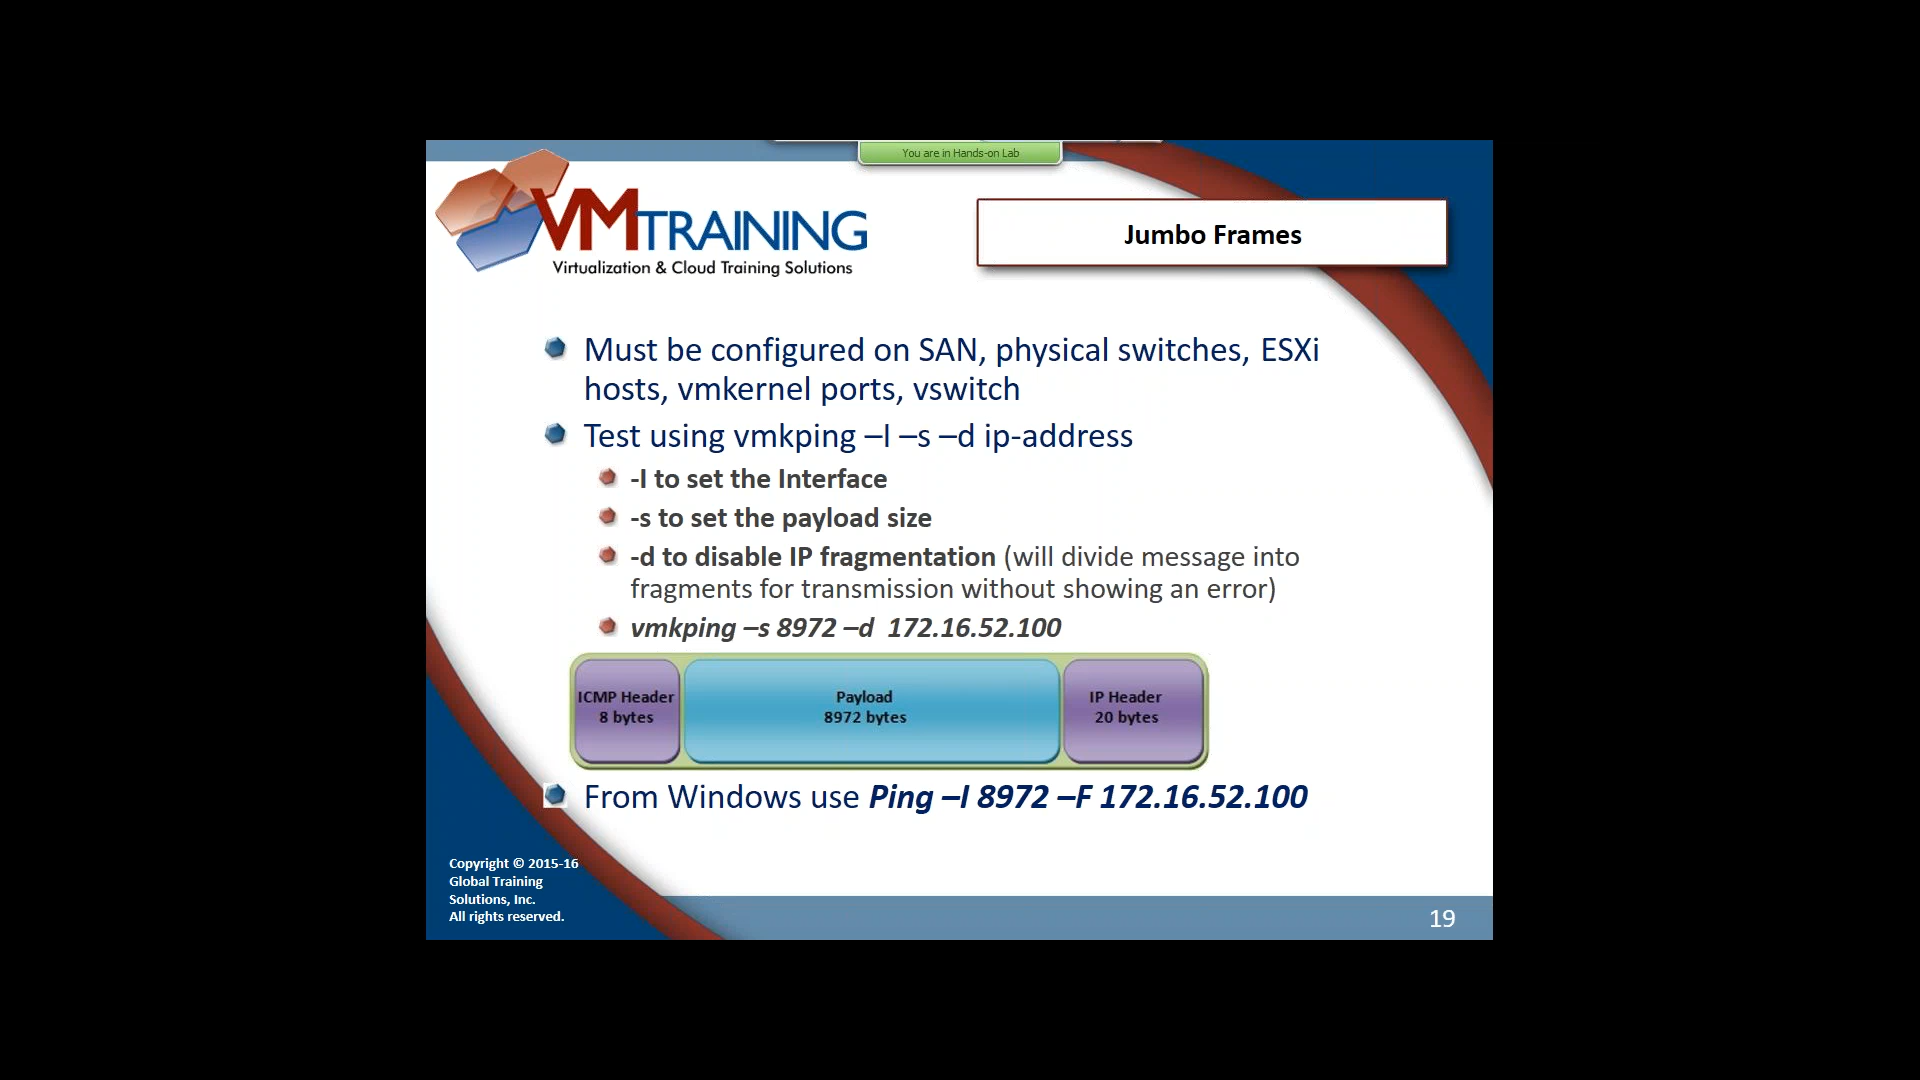 You are in Hands-on Lab
VMTRAINING
Virtualization & Cloud Training Solutions
Jumbo Frames
Must be configured on SAN, physical switches, ESXi
hosts, vmkernel ports, vswitch
Test using vmkping –I –s –d ip-address
-I to set the Interface
-s to set the payload size
-d to disable IP fragmentation (will divide message into
fragments for transmission without showing an error)
vmkping –s 8972 –d  172.16.52.100
ICMP Header
8 bytes
Payload
8972 bytes
IP Header
20 bytes
From Windows use Ping –l 8972 –F 172.16.52.100
Copyright © 2015-16
Global Training
Solutions, Inc.
All rights reserved.
19